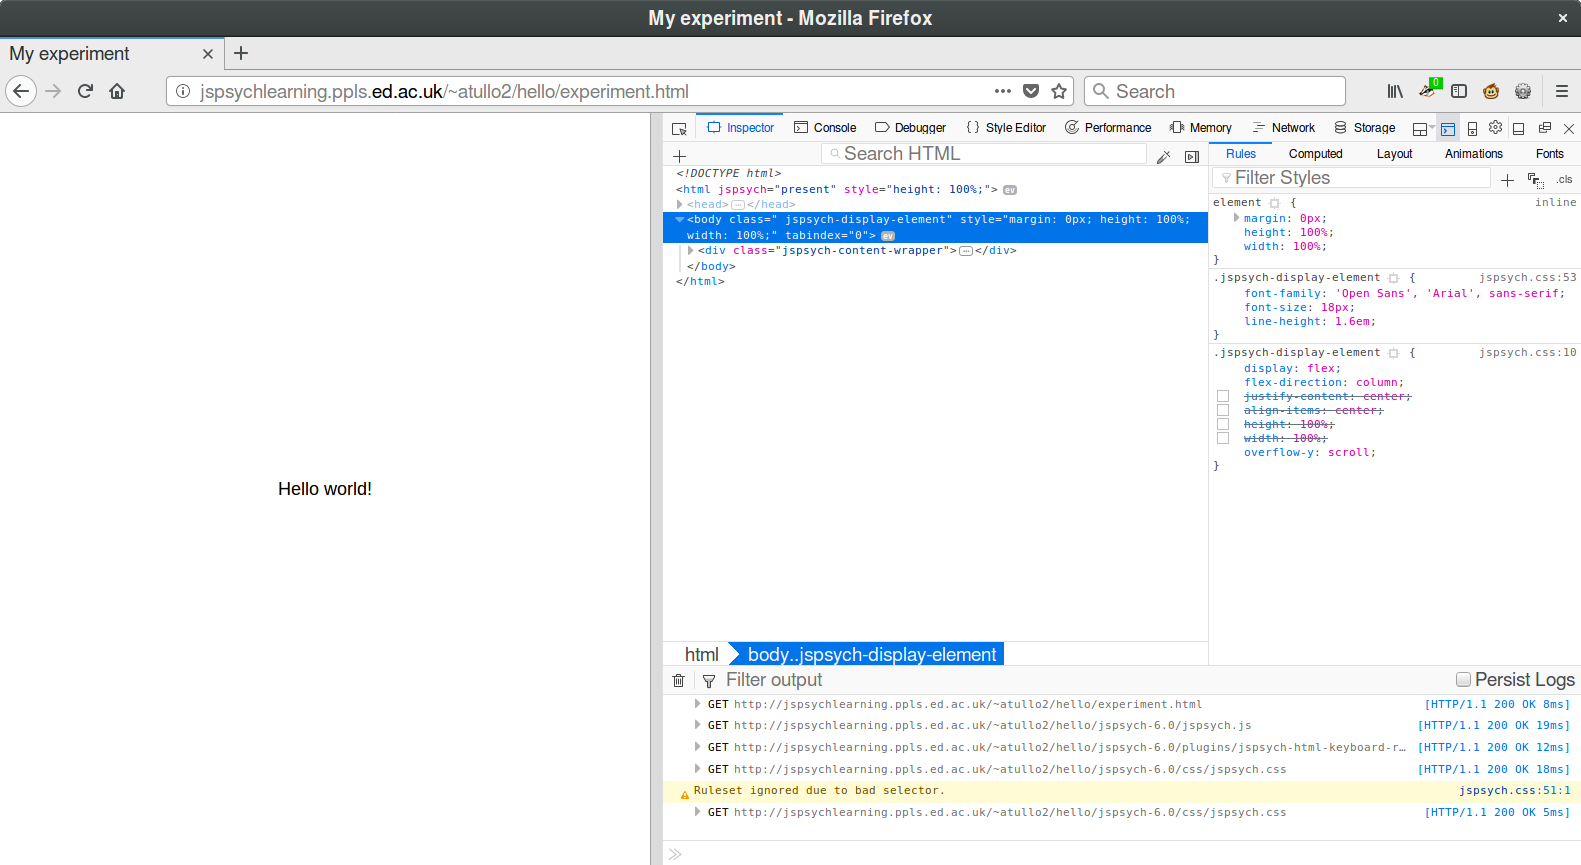 My experiment - Mozilla Firefox
My experiment
jspsychlearning.ppls.ed.ac.uk/~atullo2/hello/experiment.html
Search
0
Inspector Console Debugger Style Editor Performance Memory Network Storage
Search HTML
<!DOCTYPE html>
<html jspsych="present" style="height: 100%;"> ev
<head>…</head>
<body class=" jspsych-display-element" style="margin: 0px; height: 100%;
width: 100%;" tabindex="0"> ev
<div class="jspsych-content-wrapper">…</div>
</body>
</html>
html body..jspsych-display-element
Rules Computed Layout Animations Fonts
Filter Styles .cls
element { inline
margin: 0px;
height: 100%;
width: 100%;
}
.jspsych-display-element { jspsych.css:53
font-family: 'Open Sans', 'Arial', sans-serif;
font-size: 18px;
line-height: 1.6em;
}
.jspsych-display-element { jspsych.css:10
display: flex;
flex-direction: column;
justify-content: center;
align-items: center;
height: 100%;
width: 100%;
overflow-y: scroll;
}
Hello world!
Filter output Persist Logs
GET http://jspsychlearning.ppls.ed.ac.uk/~atullo2/hello/experiment.html [HTTP/1.1 200 OK 8ms]
GET http://jspsychlearning.ppls.ed.ac.uk/~atullo2/hello/jspsych-6.0/jspsych.js [HTTP/1.1 200 OK 19ms]
GET http://jspsychlearning.ppls.ed.ac.uk/~atullo2/hello/jspsych-6.0/plugins/jspsych-html-keyboard-r… [HTTP/1.1 200 OK 12ms]
GET http://jspsychlearning.ppls.ed.ac.uk/~atullo2/hello/jspsych-6.0/css/jspsych.css [HTTP/1.1 200 OK 18ms]
Ruleset ignored due to bad selector. jspsych.css:51:1
GET http://jspsychlearning.ppls.ed.ac.uk/~atullo2/hello/jspsych-6.0/css/jspsych.css [HTTP/1.1 200 OK 5ms]